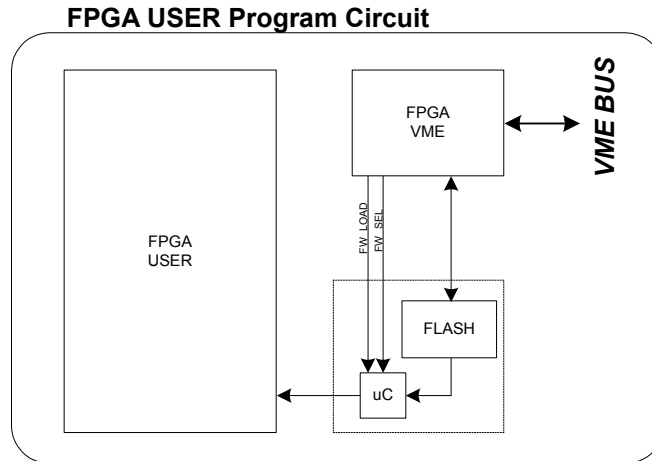 FPGA USER Program Circuit
FPGA
VME
VME BUS
FW_LOAD
FW_SEL
FPGA
USER
FLASH
uC